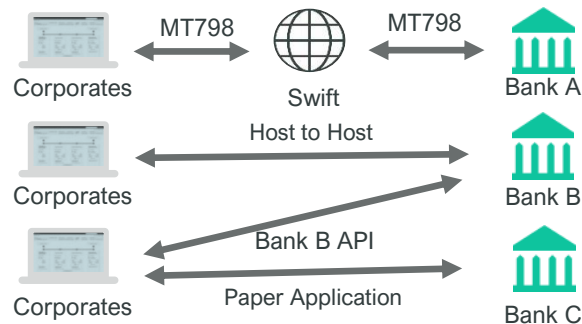 MT798
MT798
Corporates
Swift
Bank A
Host to Host
Corporates
Bank B
Bank B API
Paper Application
Corporates
Bank C